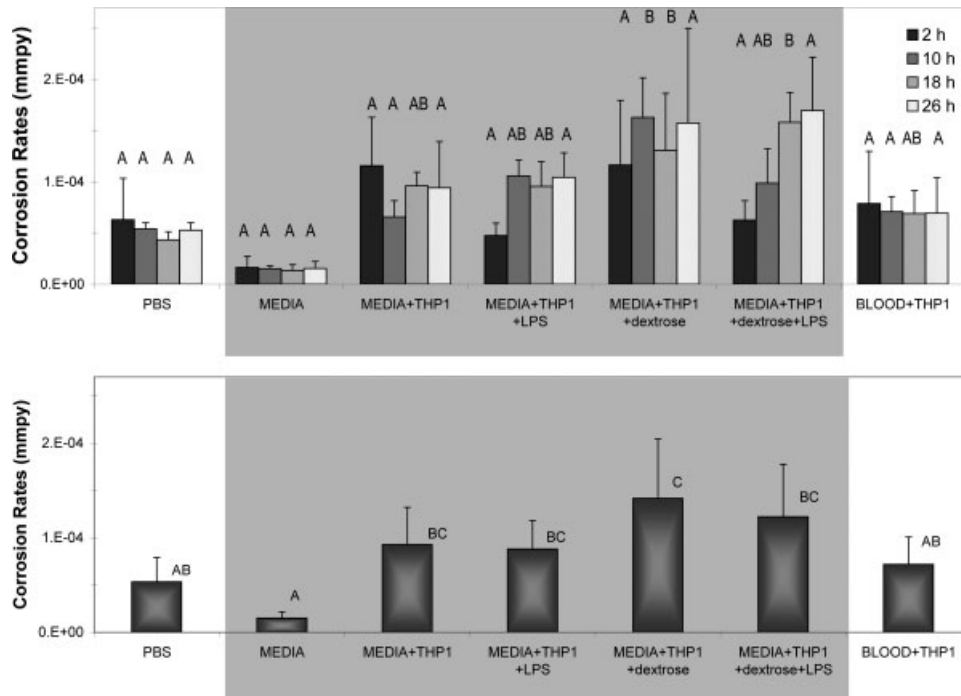 Corrosion Rates (mmpy)
2.E-04
1.E-04
0.E+00
A A A A
A A A A
A A AB A
A AB AB A
A B B A
A AB B A
A A AB A
2 h
10 h
18 h
26 h
PBS
MEDIA
MEDIA+THP1
MEDIA+THP1
+LPS
MEDIA+THP1
+dextrose
MEDIA+THP1
+dextrose+LPS
BLOOD+THP1
Corrosion Rates (mmpy)
2.E-04
1.E-04
0.E+00
AB
A
BC
BC
C
BC
AB
PBS
MEDIA
MEDIA+THP1
MEDIA+THP1
+LPS
MEDIA+THP1
+dextrose
MEDIA+THP1
+dextrose+LPS
BLOOD+THP1